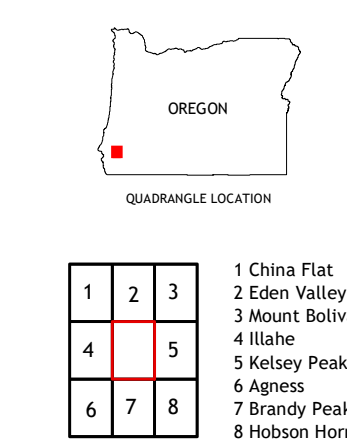 OREGON
QUADRANGLE LOCATION
1 2 3
4 5
6 7 8
1 China Flat
2 Eden Valley
3 Mount Boliv
4 Illahe
5 Kelsey Peak
6 Agness
7 Brandy Peak
8 Hobson Horn